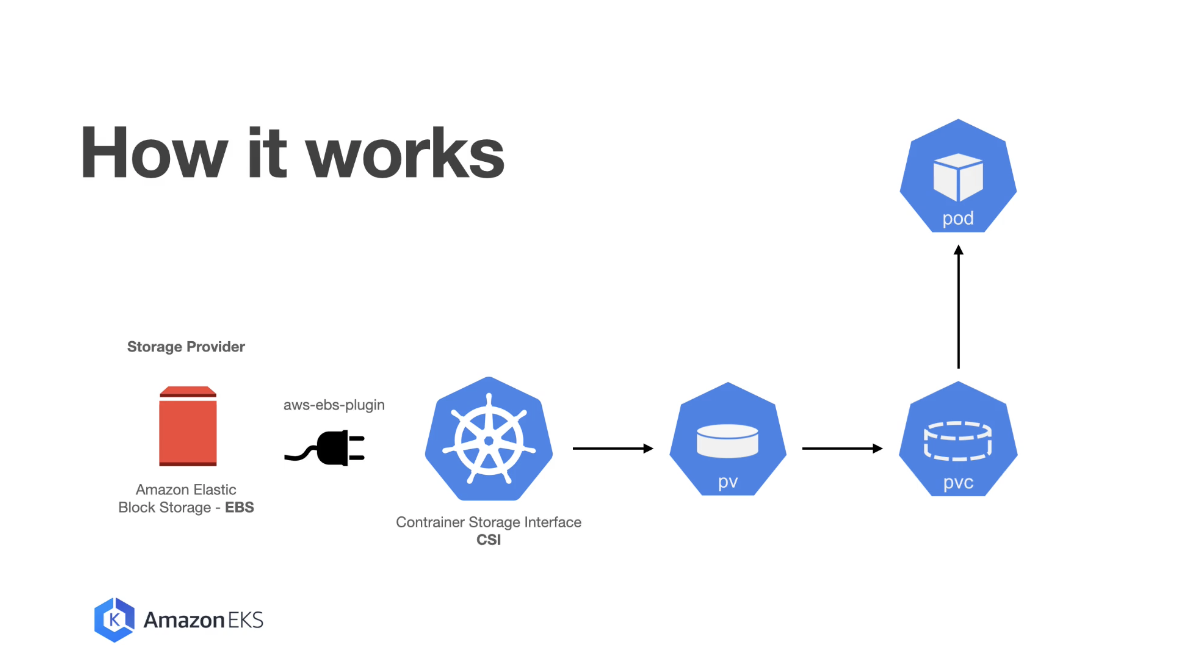 How it works
pod
Storage Provider
aws-ebs-plugin
Amazon Elastic
Block Storage - EBS
Contrainer Storage Interface
CSI
pv
pvc
K
Amazon EKS